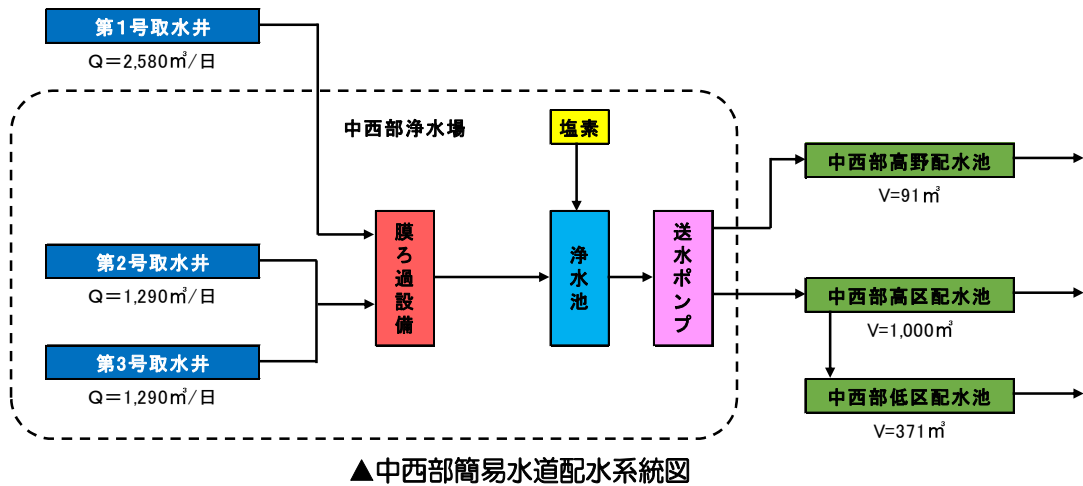 第1号取水井
Q＝2,580㎥/日
中西部浄水場
塩素
中西部高野配水池
V=91㎥
膜ろ過設備
浄水池
送水ポンプ
第2号取水井
Q＝1,290㎥/日
中西部高区配水池
V=1,000㎥
第3号取水井
Q＝1,290㎥/日
中西部低区配水池
V=371㎥
▲中西部簡易水道配水系統図